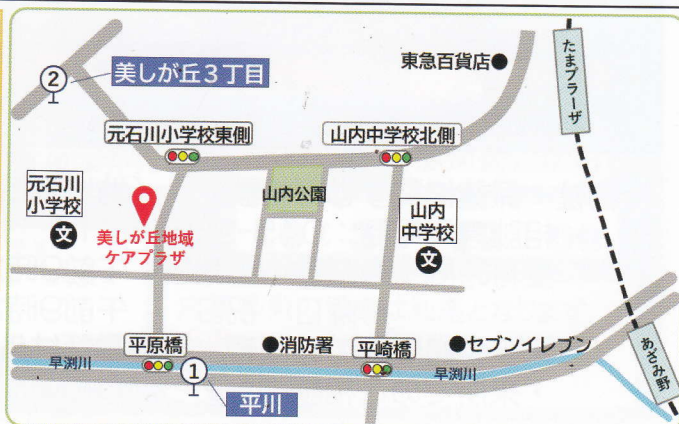 ②
美しが丘3丁目
東急百貨店
たまプラーザ
元石川小学校東側
山内中学校北側
元石川
小学校
文
美しが丘地域
ケアプラザ
山内公園
山内
中学校
文
平原橋
消防署
平崎橋
セブンイレブン
あざみ野
早渕川
①
早渕川
平川